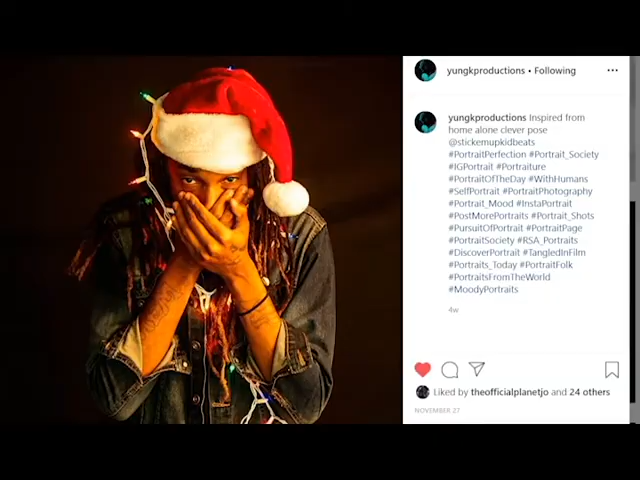 yungkproductions • Following
yungkproductions Inspired from
home alone clever pose
@stickemupkidbeats
#PortraitPerfection #Portrait_Society
#IGPortrait #Portraiture
#PortraitOfTheDay #WithHumans
#SelfPortrait #PortraitPhotography
#Portrait_Mood #InstaPortrait
#PostMorePortraits #Portrait_Shots
#PursuitOfPortrait #PortraitPage
#PortraitSociety #RSA_Portraits
#DiscoverPortrait #TangledInFilm
#Portraits_Today #PortraitFolk
#PortraitsFromTheWorld
#MoodyPortraits
4w
Liked by theofficialplanetjo and 24 others
NOVEMBER 27